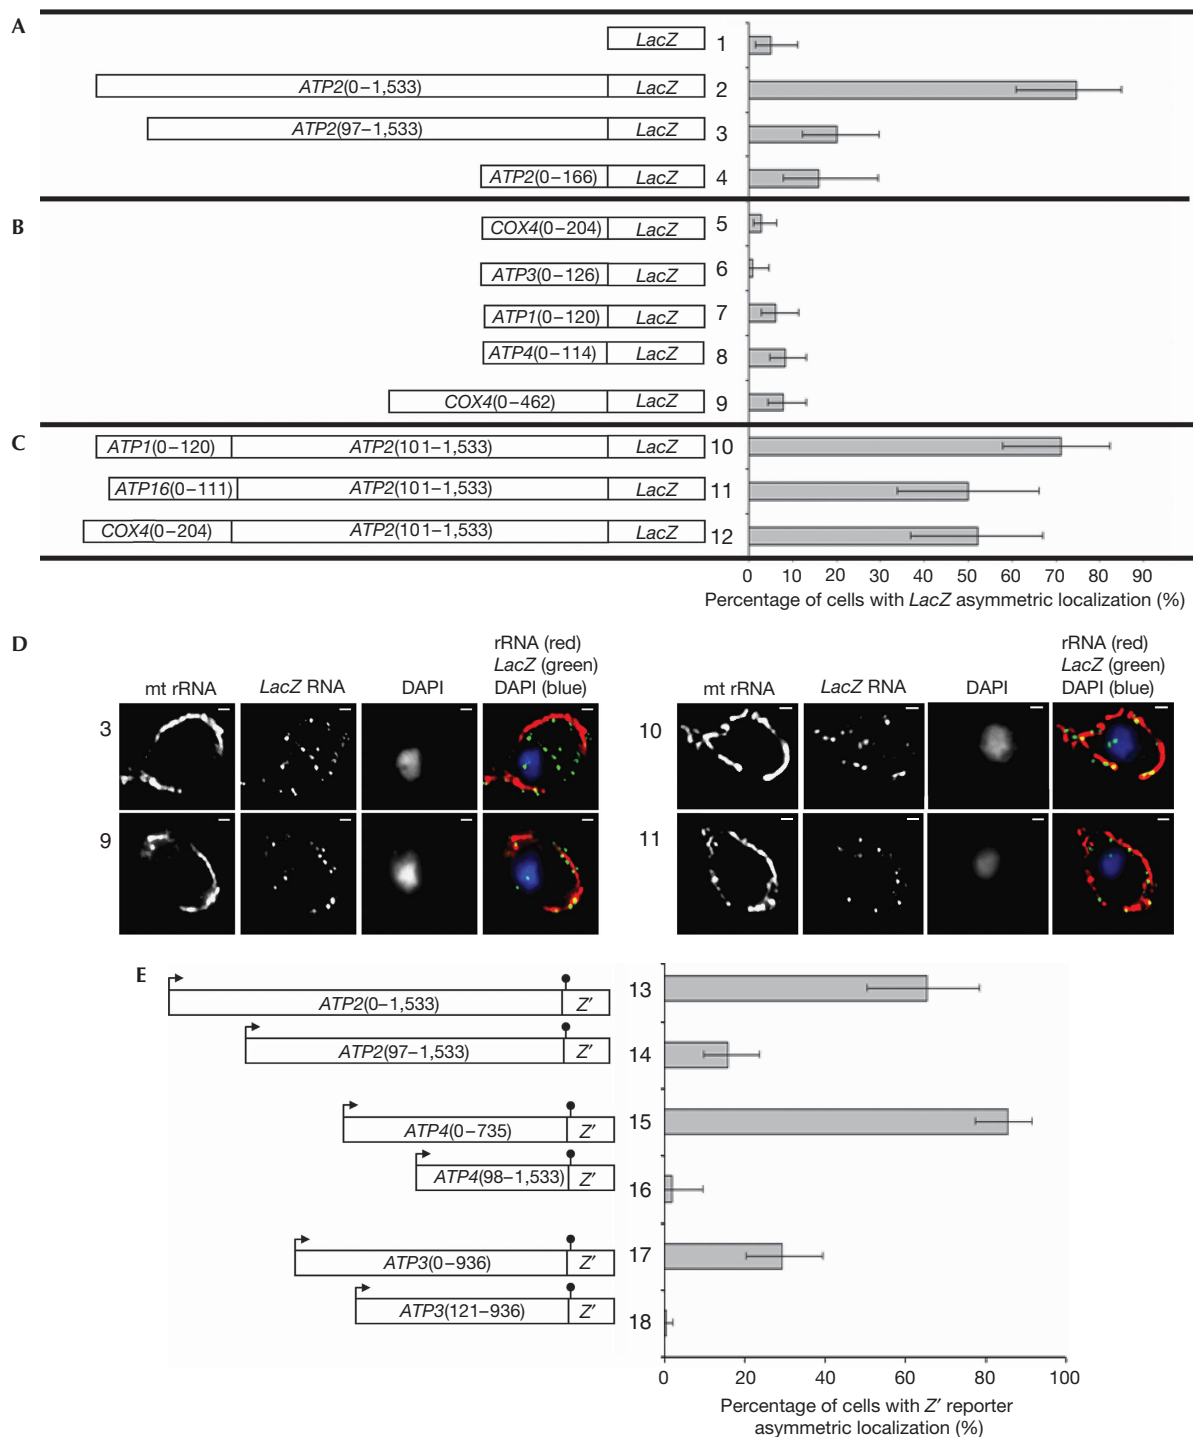 A
LacZ 1
ATP2(0–1,533) LacZ 2
ATP2(97–1,533) LacZ 3
ATP2(0–166) LacZ 4
B
COX4(0–204) LacZ 5
ATP3(0–126) LacZ 6
ATP1(0–120) LacZ 7
ATP4(0–114) LacZ 8
COX4(0–462) LacZ 9
C
ATP1(0–120) ATP2(101–1,533) LacZ 10
ATP16(0–111) ATP2(101–1,533) LacZ 11
COX4(0–204) ATP2(101–1,533) LacZ 12
0 10 20 30 40 50 60 70 80 90
Percentage of cells with LacZ asymmetric localization (%)
D
mt rRNA LacZ RNA DAPI
rRNA (red)
LacZ (green)
DAPI (blue)
3
9
mt rRNA LacZ RNA DAPI
rRNA (red)
LacZ (green)
DAPI (blue)
10
11
E
ATP2(0–1,533) Z′ 13
ATP2(97–1,533) Z′ 14
ATP4(0–735) Z′ 15
ATP4(98–1,533) Z′ 16
ATP3(0–936) Z′ 17
ATP3(121–936) Z′ 18
0 20 40 60 80 100
Percentage of cells with Z′ reporter
asymmetric localization (%)